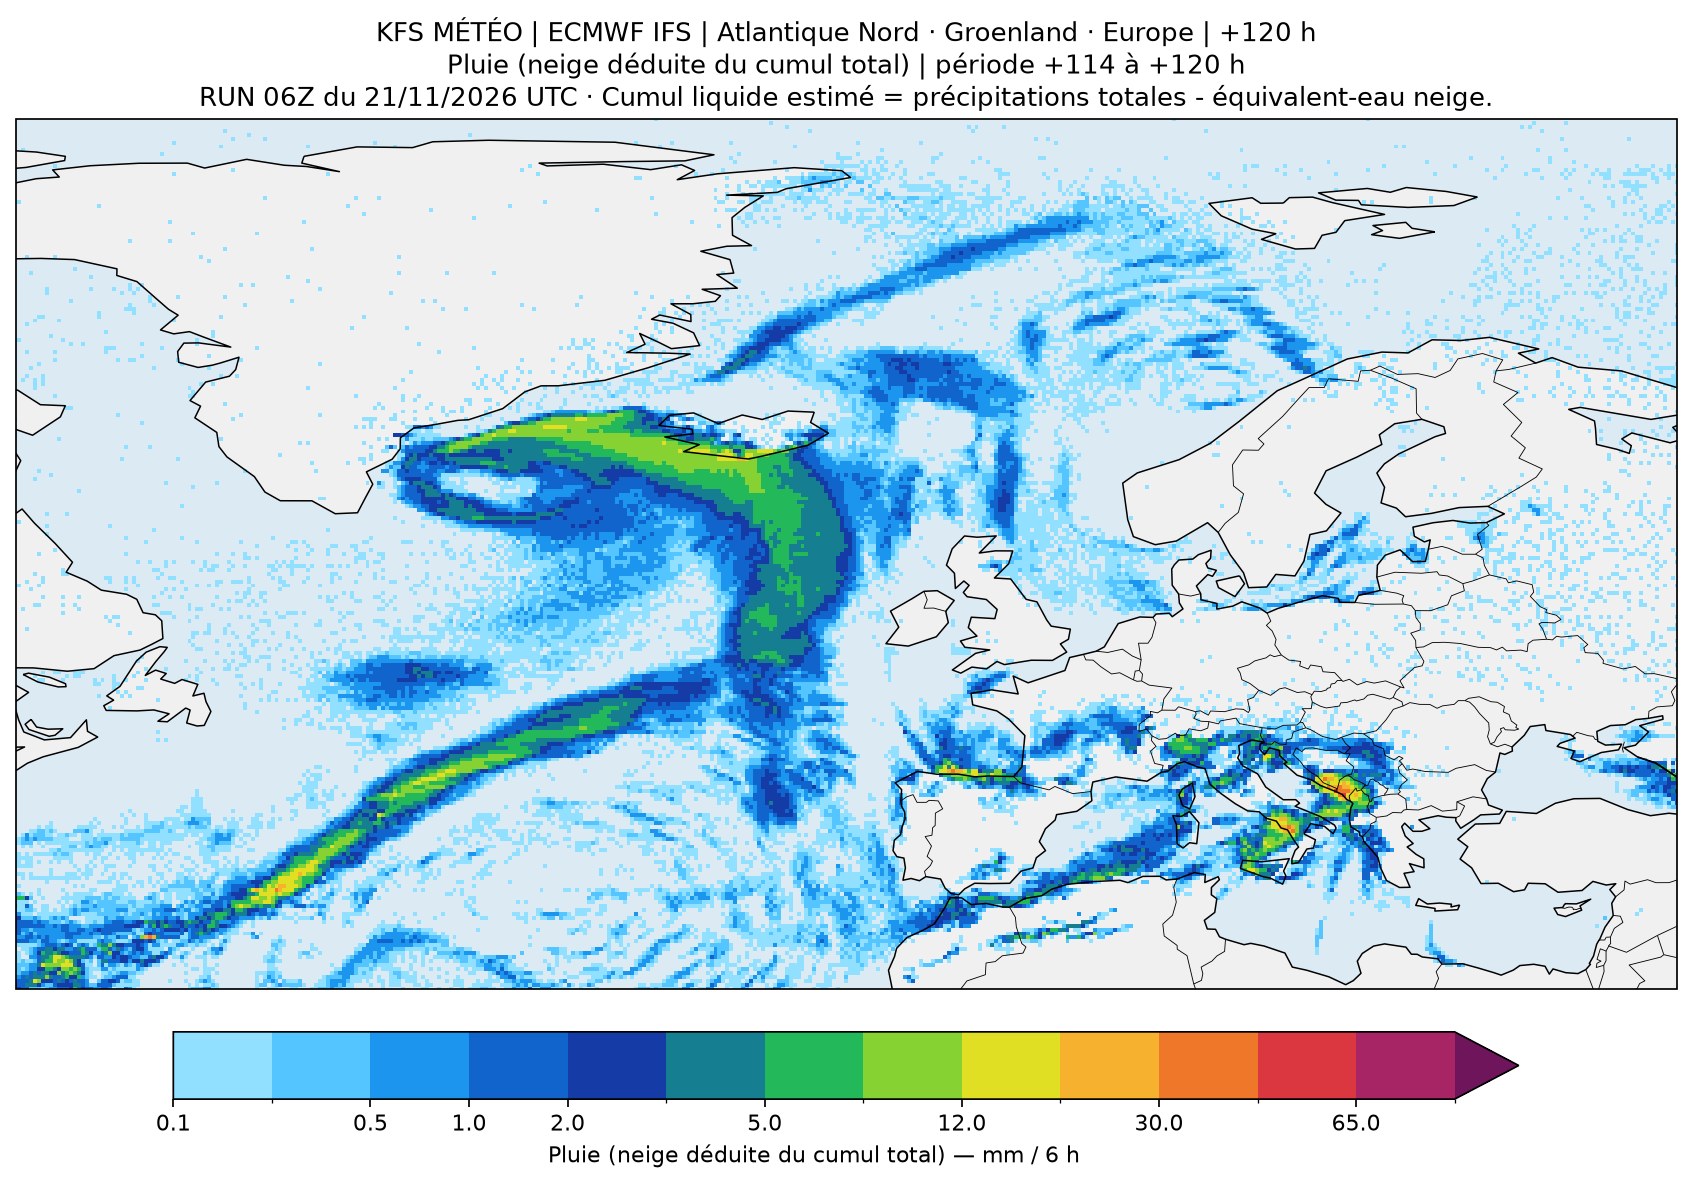 KFS MÉTÉO | ECMWF IFS | Atlantique Nord · Groenland · Europe | +120 h
Pluie (neige déduite du cumul total) | période +114 à +120 h
RUN 06Z du 21/11/2026 UTC · Cumul liquide estimé = précipitations totales - équivalent-eau neige.
0.1 0.5 1.0 2.0 5.0 12.0 30.0 65.0
Pluie (neige déduite du cumul total) — mm / 6 h